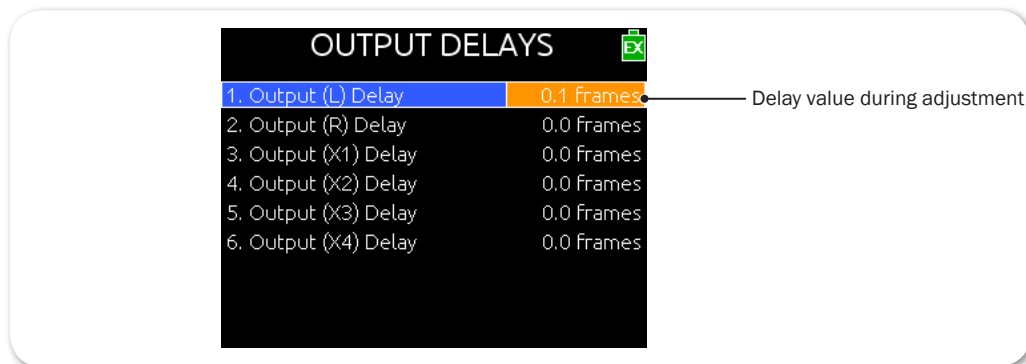 OUTPUT DELAYS EX
1. Output (L) Delay 0.1 frames Delay value during adjustment
2. Output (R) Delay 0.0 frames
3. Output (X1) Delay 0.0 frames
4. Output (X2) Delay 0.0 frames
5. Output (X3) Delay 0.0 frames
6. Output (X4) Delay 0.0 frames